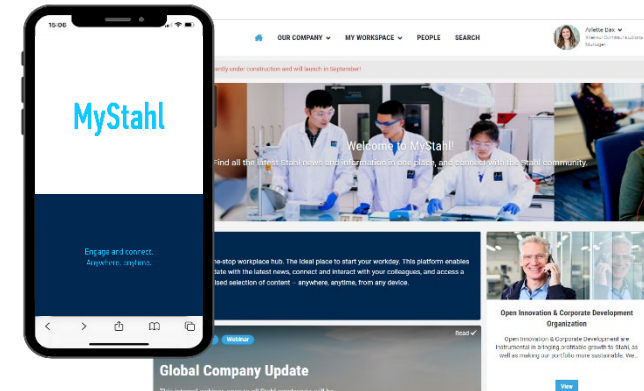 15:06
MyStahl
Engage and connect.
Anywhere, anytime.
OUR COMPANY
MY WORKSPACE
PEOPLE
SEARCH
Arlette Bax
Manager
ently under construction and will launch in September!
Welcome to MyStahl!
Find all the latest Stahl news and information in one place, and connect with the Stahl community.
e-stop workplace hub. The ideal place to start your workday. This platform enables
date with the latest news, connect and interact with your colleagues, and access a
ised selection of content – anywhere, anytime, from any device.
Open Innovation & Corporate Development
Organization
Open Innovation & Corporate Development are
instrumental in bringing profitable growth to Stahl, as
well as making our portfolio more sustainable. We...
View
Webinar
Read
Global Company Update